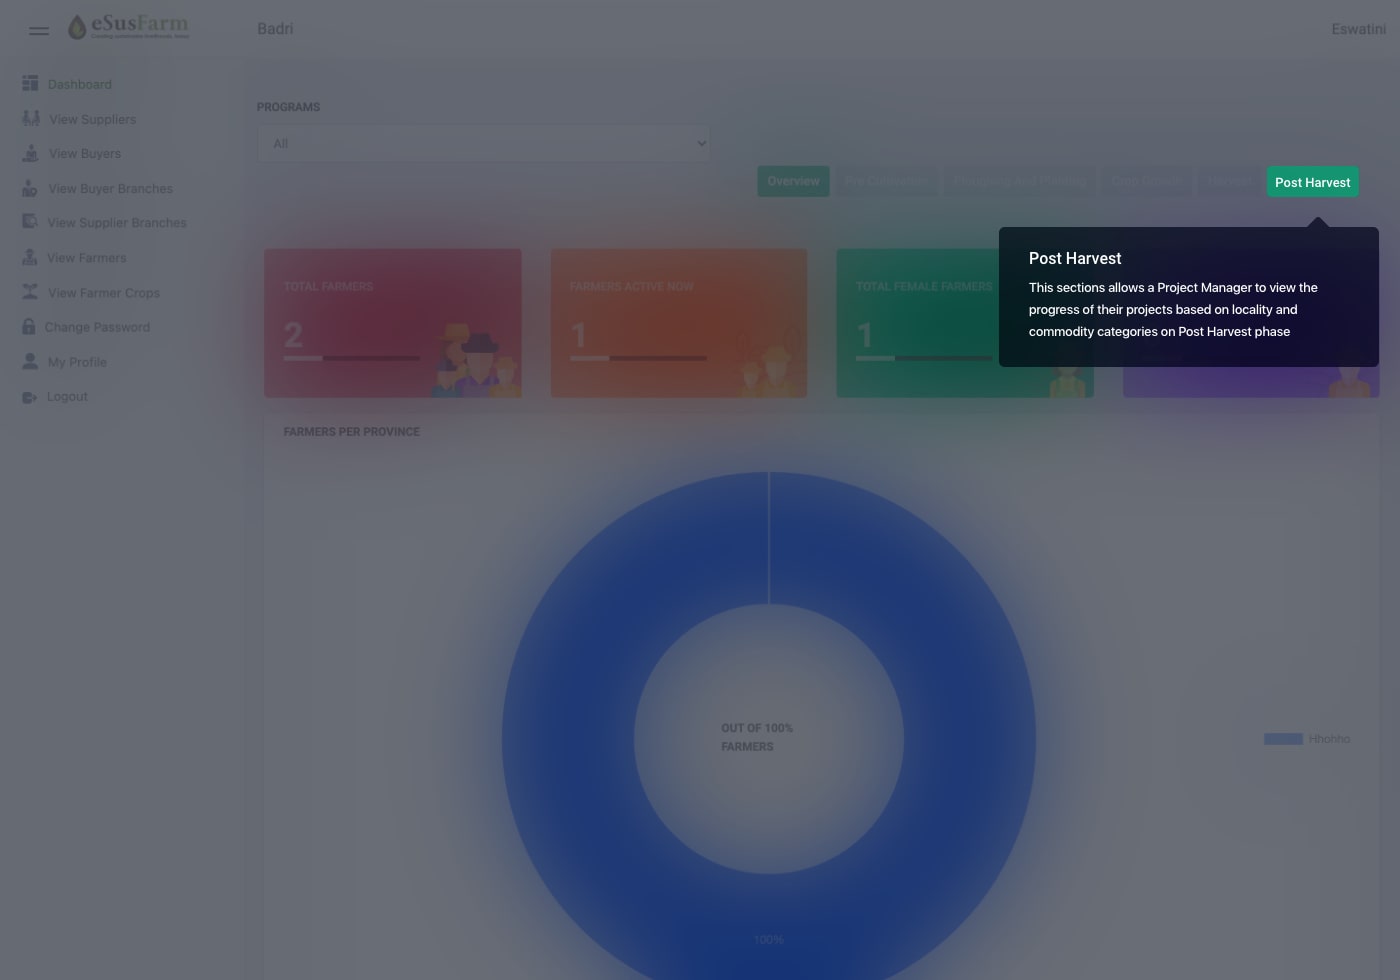 eSusFarm
Badri
Eswatini
Dashboard
View Suppliers
View Buyers
View Buyer Branches
View Supplier Branches
View Farmers
View Farmer Crops
Change Password
My Profile
Logout
PROGRAMS
All
Overview
Pre Cultivation
Ploughing And Planting
Crop Growth
Harvest
Post Harvest
Post Harvest
This sections allows a Project Manager to view the
progress of their projects based on locality and
commodity categories on Post Harvest phase
TOTAL FARMERS
2
FARMERS ACTIVE NOW
1
TOTAL FEMALE FARMERS
1
FARMERS PER PROVINCE
OUT OF 100%
FARMERS
100%
Hhohho